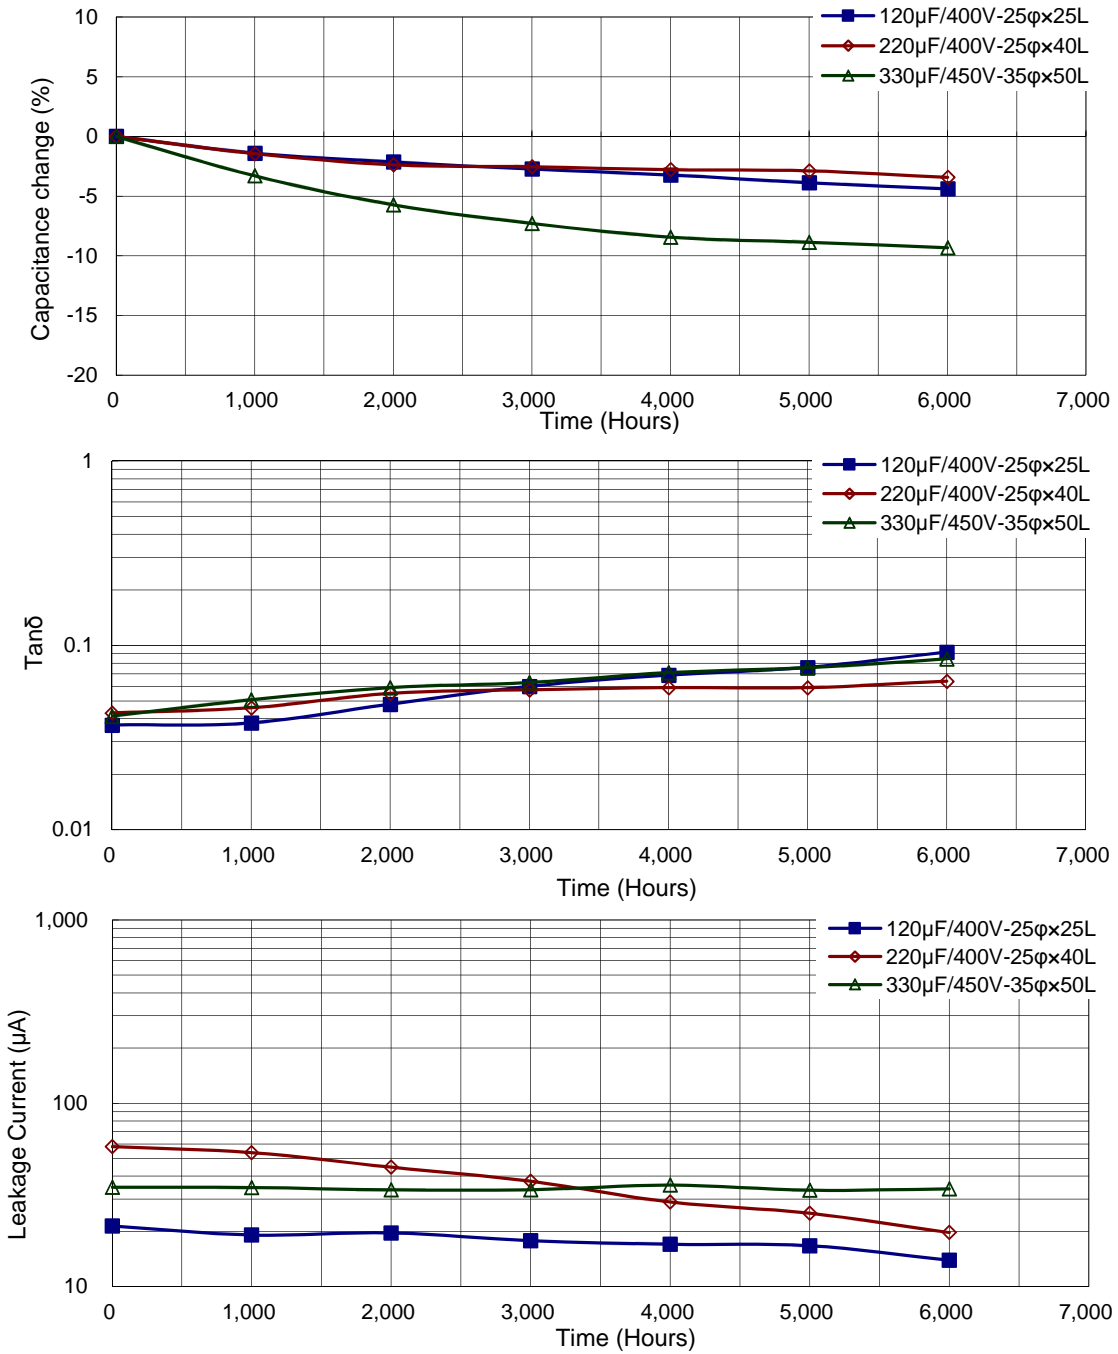 120µF/400V-25φ×25L
220µF/400V-25φ×40L
330µF/450V-35φ×50L
Capacitance change (%)
10
5
0
-5
-10
-15
-20
0 1,000 2,000 3,000 4,000 5,000 6,000 7,000
Time (Hours)
120µF/400V-25φ×25L
220µF/400V-25φ×40L
330µF/450V-35φ×50L
Tanδ
1
0.1
0.01
0 1,000 2,000 3,000 4,000 5,000 6,000 7,000
Time (Hours)
120µF/400V-25φ×25L
220µF/400V-25φ×40L
330µF/450V-35φ×50L
Leakage Current (µA)
1,000
100
10
0 1,000 2,000 3,000 4,000 5,000 6,000 7,000
Time (Hours)